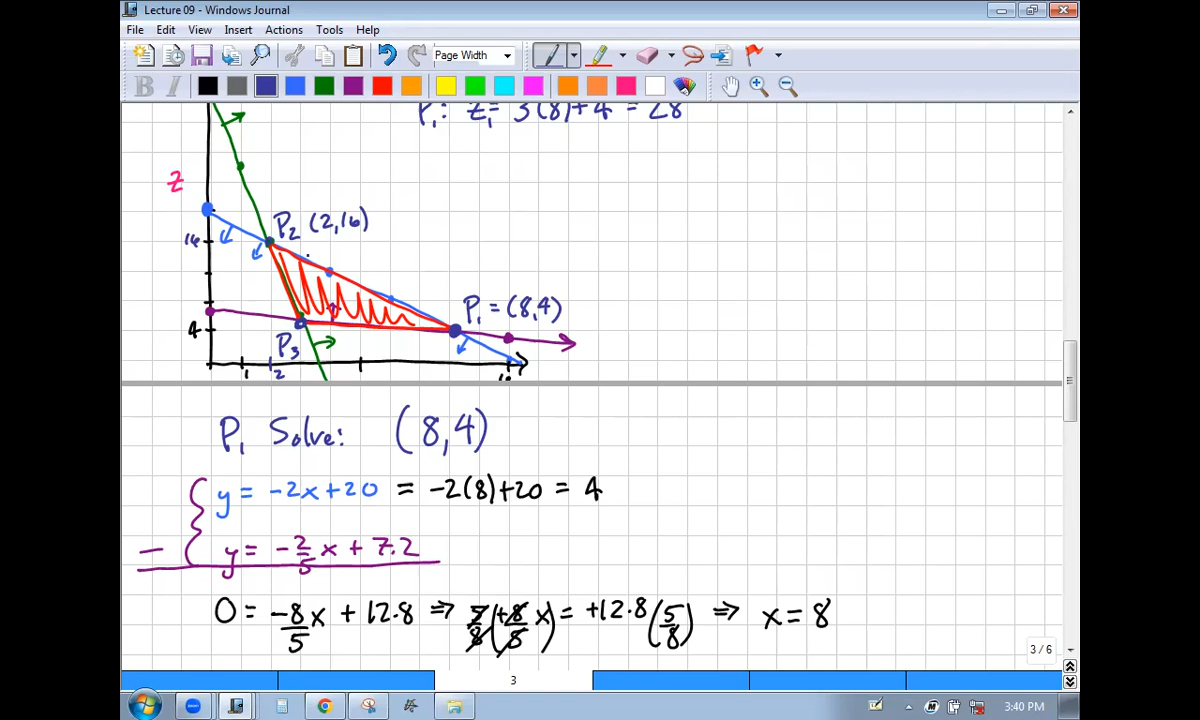 Lecture 09 - Windows Journal
File Edit View Insert Actions Tools Help
Page Width
B I
P₁: z₁ = 3(8)+4 = 28
z
P₂ (2,16)
16
P₁ = (8,4)
4
P₃
1 2 10
P₁ Solve: (8,4)
y = -2x+20 = -2(8)+20 = 4
- y = -2/5 x + 7.2
0 = -8/5 x + 12.8 ⇒ 5/8(+8/5 x) = +12.8(5/8) ⇒ x = 8
3 / 6
3
3:40 PM